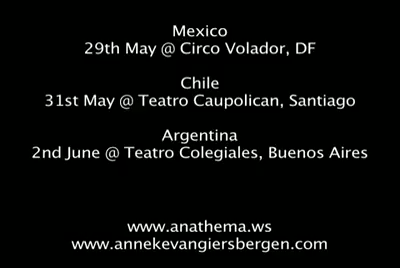 Mexico
29th May @ Circo Volador, DF
Chile
31st May @ Teatro Caupolican, Santiago
Argentina
2nd June @ Teatro Colegiales, Buenos Aires
www.anathema.ws
www.annekevangiersbergen.com